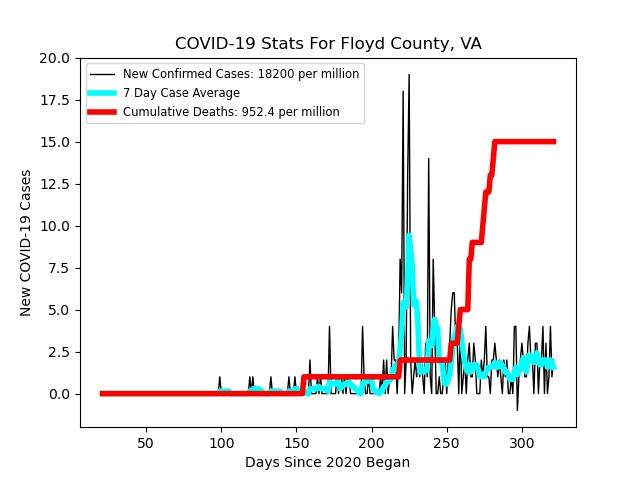 COVID-19 Stats For Floyd County, VA
New Confirmed Cases: 18200 per million
7 Day Case Average
Cumulative Deaths: 952.4 per million
20.0
17.5
15.0
12.5
10.0
7.5
5.0
2.5
0.0
New COVID-19 Cases
50 100 150 200 250 300
Days Since 2020 Began